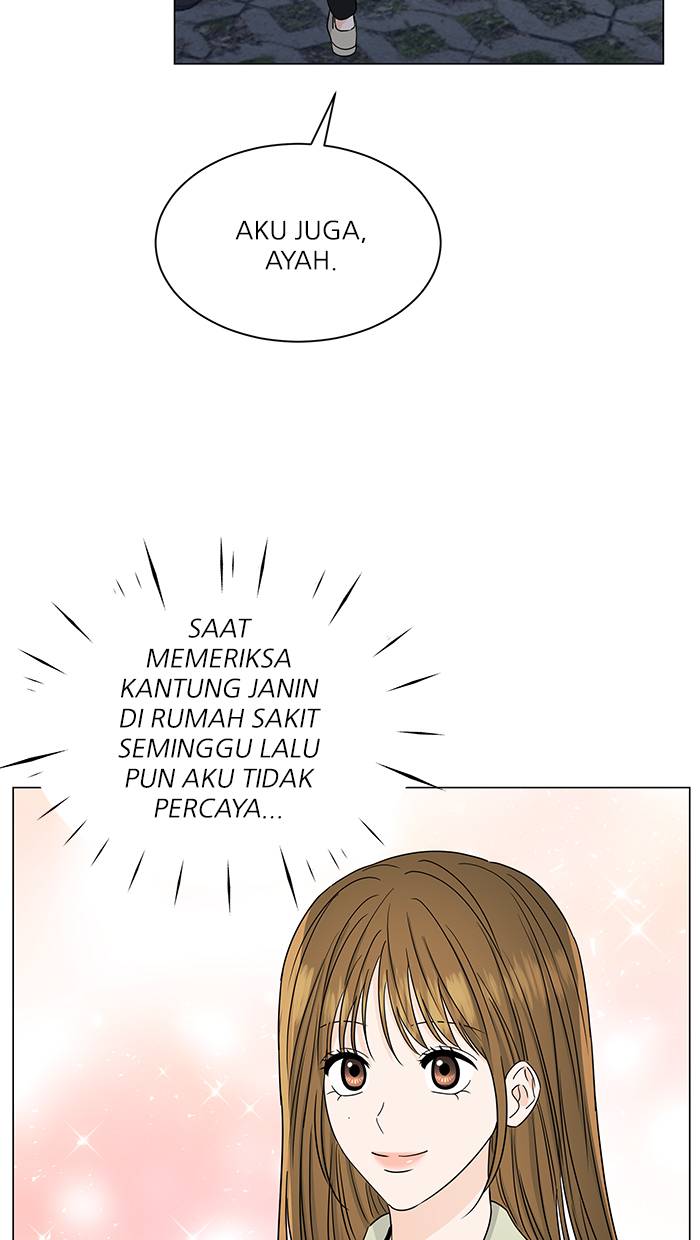 AKU JUGA,
AYAH.
SAAT
MEMERIKSA
KANTUNG JANIN
DI RUMAH SAKIT
SEMINGGU LALU
PUN AKU TIDAK
PERCAYA...